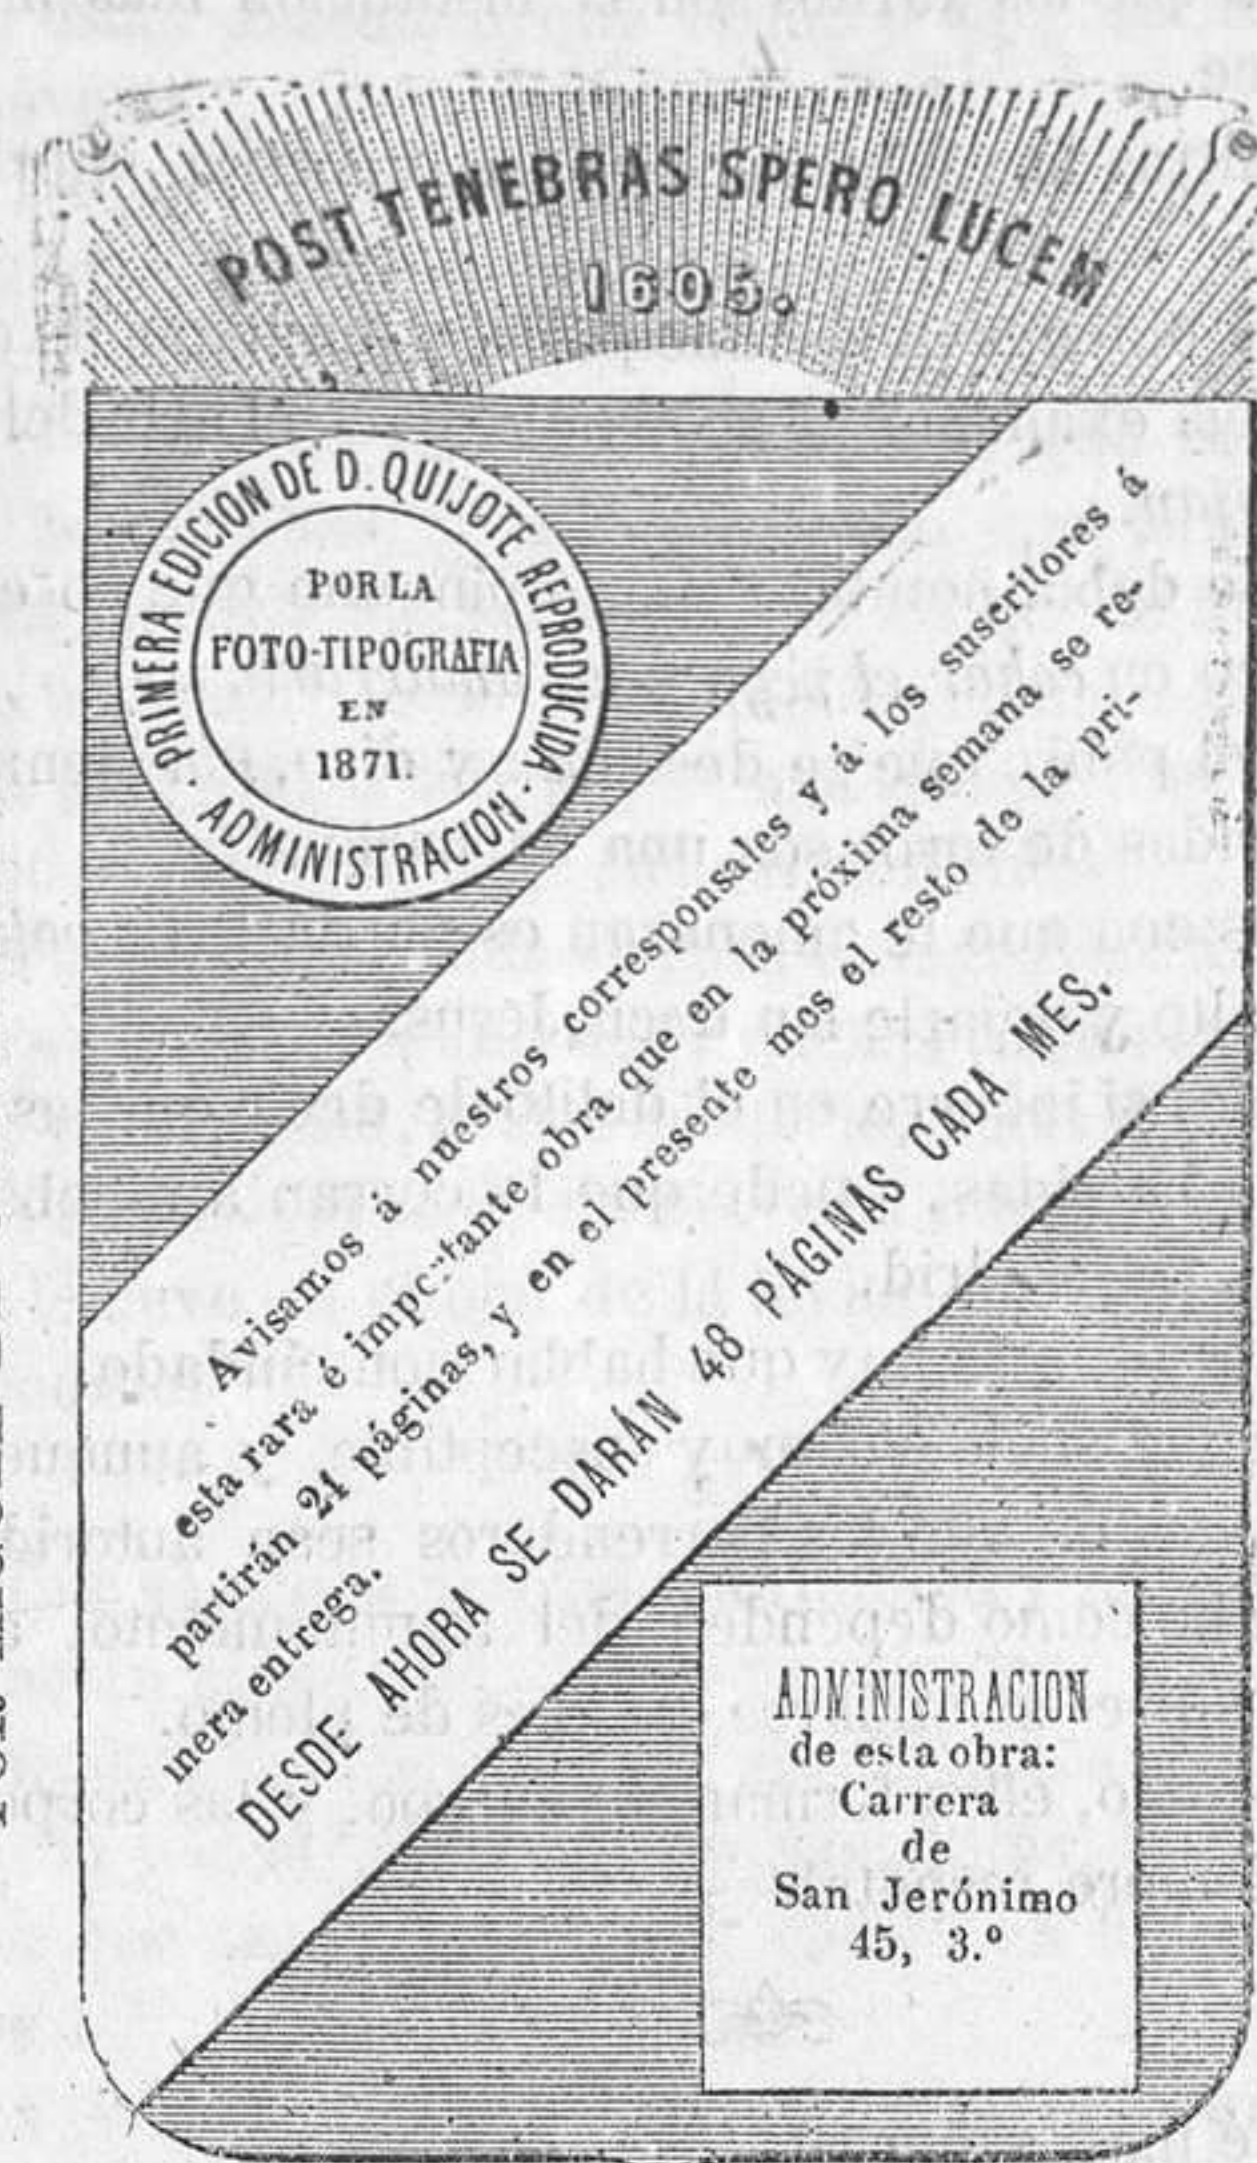 POST TENEBRAS SPERO LUCEM
1605.
PRIMERA EDICION DE D. QUIJOTE REPRODUCIDA
POR LA
FOTO-TIPOGRAFIA
EN
1871.
ADMINISTRACION
Avisamos á nuestros corresponsales y á los suscritores á
esta rara é importante obra que en la próxima semana se re-
partirán 21 páginas, y en el presente mes el resto de la pri-
mera entrega.
DESDE AHORA SE DARÁN 48 PÁGINAS CADA MES.
ADMINISTRACION
de esta obra:
Carrera
de
San Jerónimo
45, 3.º